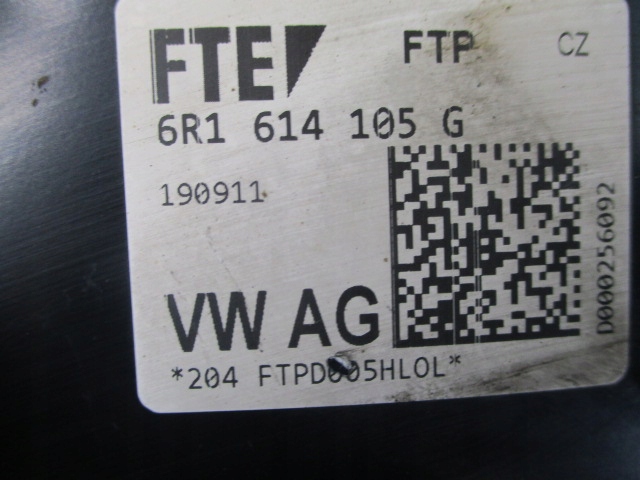 FTE FTP CZ
6R1 614 105 G
190911
D000256092
VW AG
*204 FTPD005HLOL*